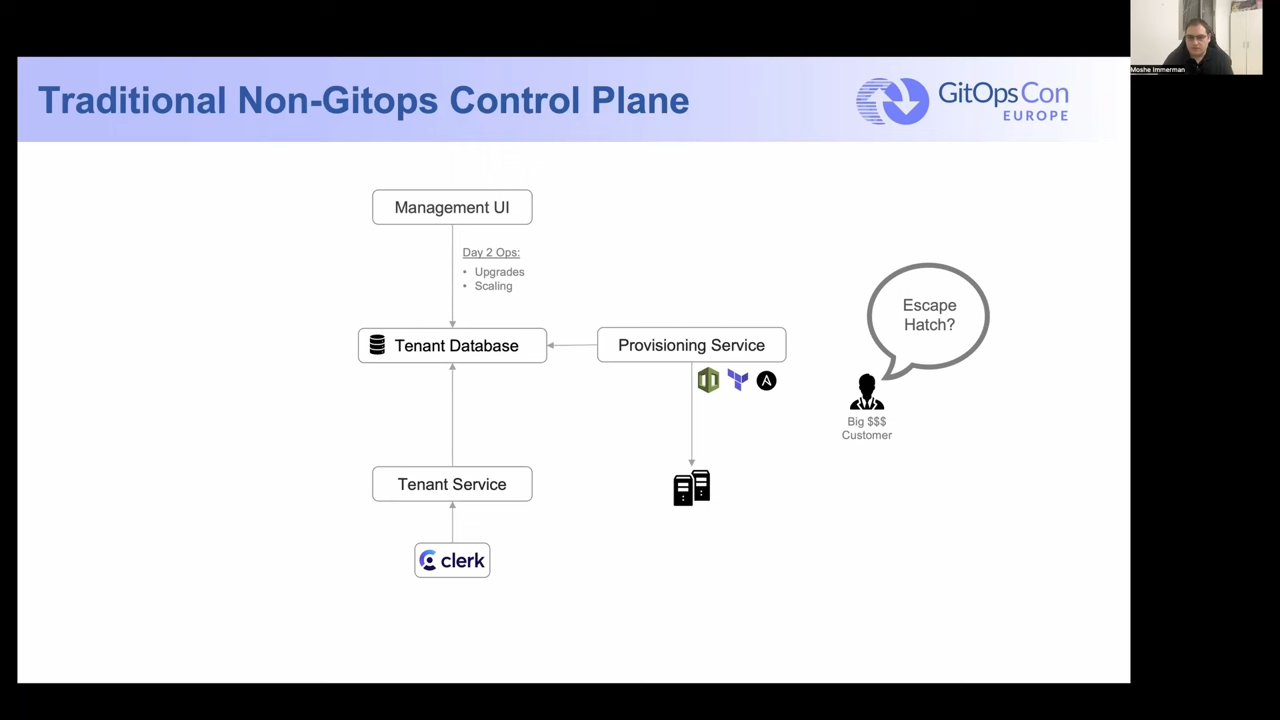 Moshe Immerman
Traditional Non-Gitops Control Plane
GitOpsCon
EUROPE
Management UI
Day 2 Ops:
• Upgrades
• Scaling
Tenant Database
Provisioning Service
Escape
Hatch?
Big $$$
Customer
Tenant Service
clerk